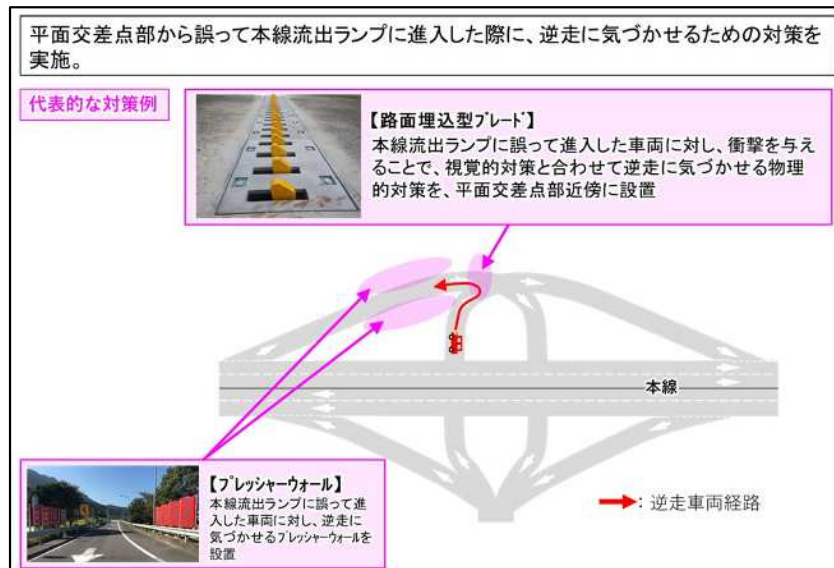 平面交差点部から誤って本線流出ランプに進入した際に、逆走に気づかせるための対策を
実施。
代表的な対策例
【路面埋込型ブレード】
本線流出ランプに誤って進入した車両に対し、衝撃を与え
ることで、視覚的対策と合わせて逆走に気づかせる物理
的対策を、平面交差点部近傍に設置
本線
【プレッシャーウォール】
本線流出ランプに誤って進
入した車両に対し、逆走に
気づかせるプレッシャーウォールを
設置
：逆走車両経路